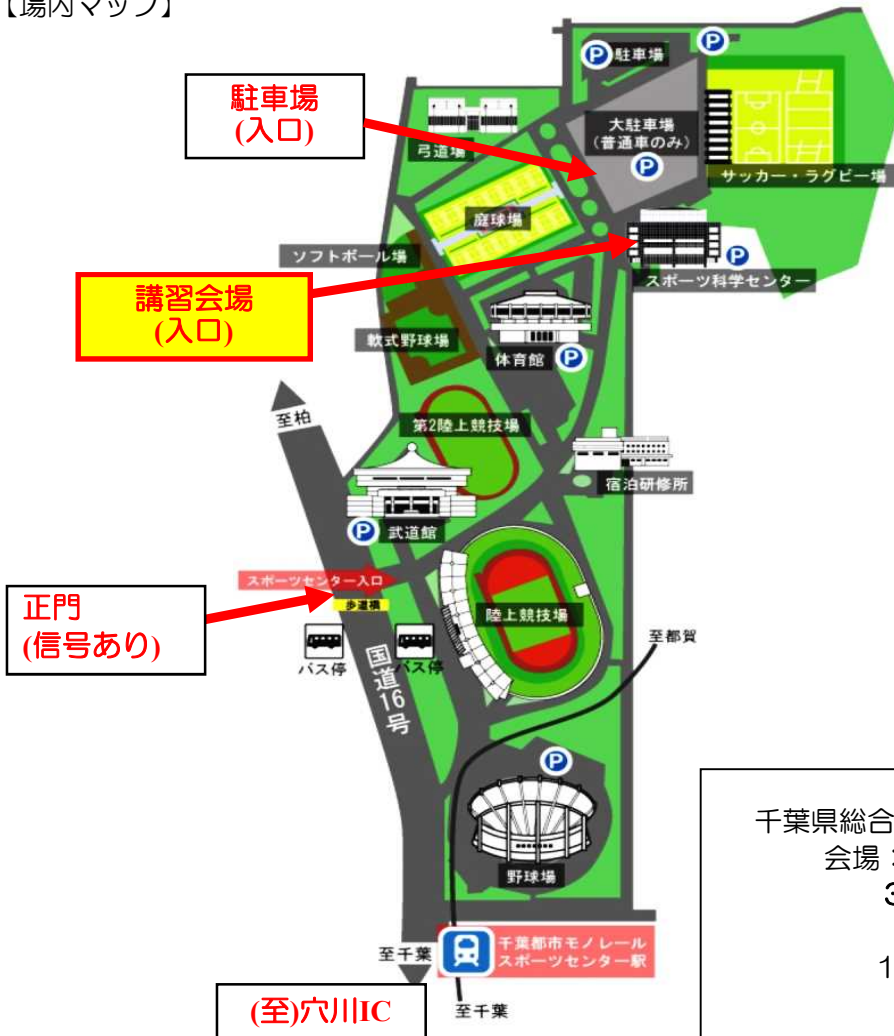 【場内マップ】
駐車場
(入口)
P
P
駐車場
大駐車場
(普通車のみ)
P
弓道場
サッカー・ラグビー場
庭球場
ソフトボール場
P
スポーツ科学センター
講習会場
(入口)
軟式野球場
体育館
P
至柏
第2陸上競技場
宿泊研修所
P
武道館
スポーツセンター入口
歩道橋
正門
(信号あり)
陸上競技場
至都賀
バス停
バス停
国道16号
P
野球場
千葉県総合
会場
3
1
至千葉
千葉都市モノレール
スポーツセンター駅
(至)穴川IC
至千葉